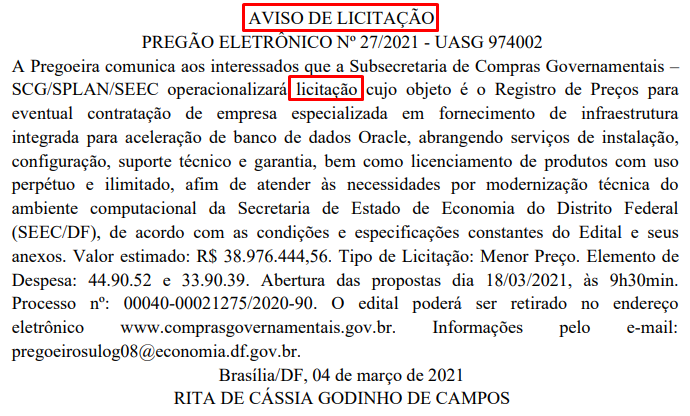 AVISO DE LICITAÇÃO
PREGÃO ELETRÔNICO Nº 27/2021 - UASG 974002
A Pregoeira comunica aos interessados que a Subsecretaria de Compras Governamentais –
SCG/SPLAN/SEEC operacionalizará licitação cujo objeto é o Registro de Preços para
eventual contratação de empresa especializada em fornecimento de infraestrutura
integrada para aceleração de banco de dados Oracle, abrangendo serviços de instalação,
configuração, suporte técnico e garantia, bem como licenciamento de produtos com uso
perpétuo e ilimitado, afim de atender às necessidades por modernização técnica do
ambiente computacional da Secretaria de Estado de Economia do Distrito Federal
(SEEC/DF), de acordo com as condições e especificações constantes do Edital e seus
anexos. Valor estimado: R$ 38.976.444,56. Tipo de Licitação: Menor Preço. Elemento de
Despesa: 44.90.52 e 33.90.39. Abertura das propostas dia 18/03/2021, às 9h30min.
Processo nº: 00040-00021275/2020-90. O edital poderá ser retirado no endereço
eletrônico www.comprasgovernamentais.gov.br. Informações pelo e-mail:
pregoeirosulog08@economia.df.gov.br.
Brasília/DF, 04 de março de 2021
RITA DE CÁSSIA GODINHO DE CAMPOS